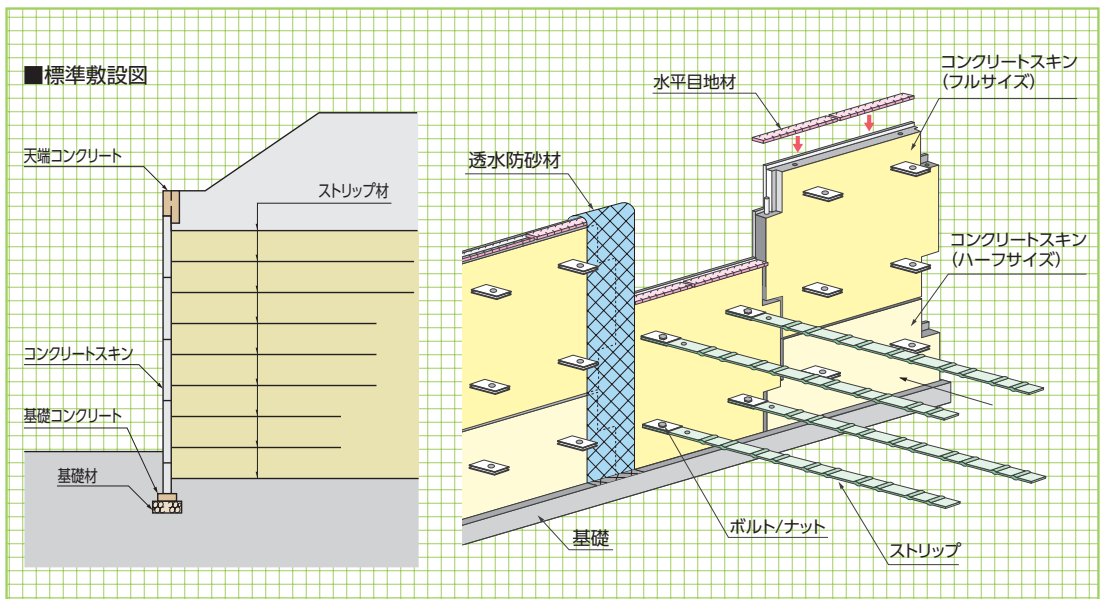 ■標準敷設図
天端コンクリート
ストリップ材
コンクリートスキン
基礎コンクリート
基礎材
水平目地材
コンクリートスキン
(フルサイズ)
透水防砂材
コンクリートスキン
(ハーフサイズ)
ボルト/ナット
基礎
ストリップ